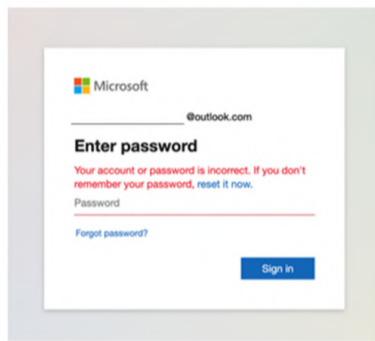 Microsoft
@outlook.com
Enter password
Your account or password is incorrect. If you don't
remember your password, reset it now.
Password
Forgot password?
Sign in